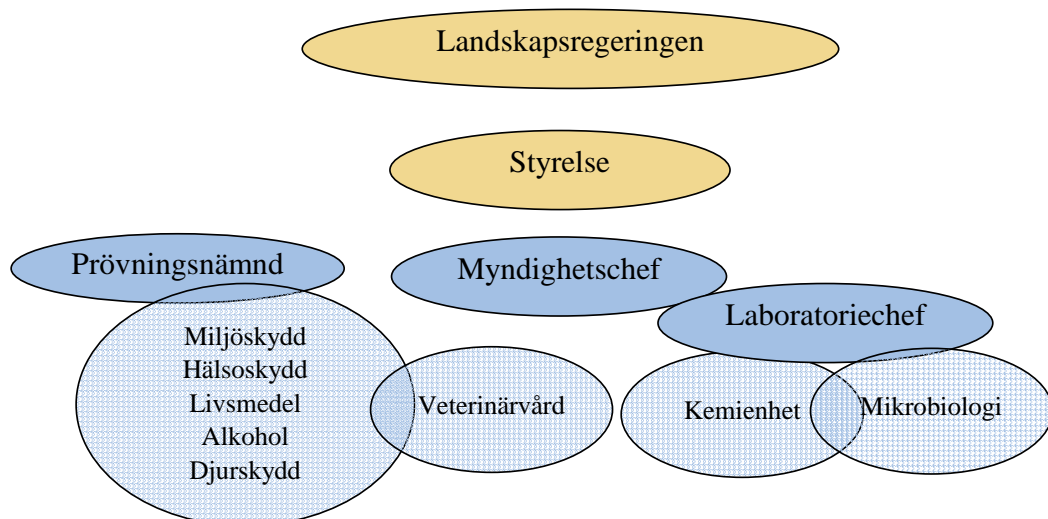 Landskapsregeringen
Styrelse
Prövningsnämnd
Myndighetschef
Laboratoriechef
Miljöskydd
Hälsoskydd
Livsmedel
Alkohol
Djurskydd
Veterinärvård
Kemienhet
Mikrobiologi